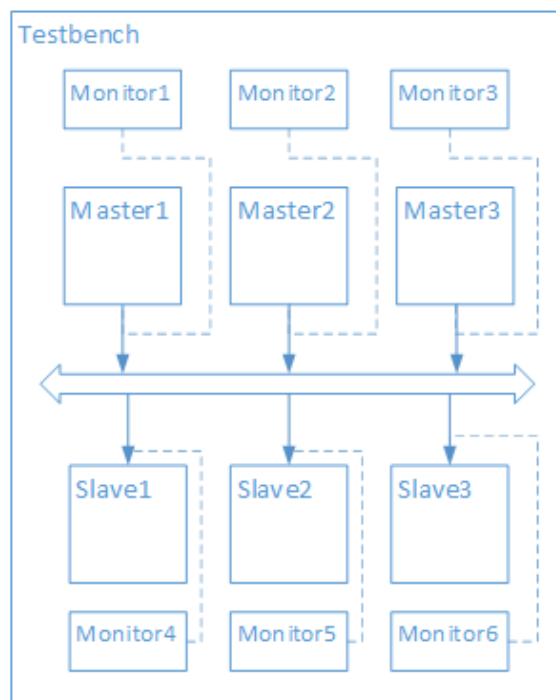 Testbench
Monitor1 Monitor2 Monitor3
Master1 Master2 Master3
Slave1 Slave2 Slave3
Monitor4 Monitor5 Monitor6